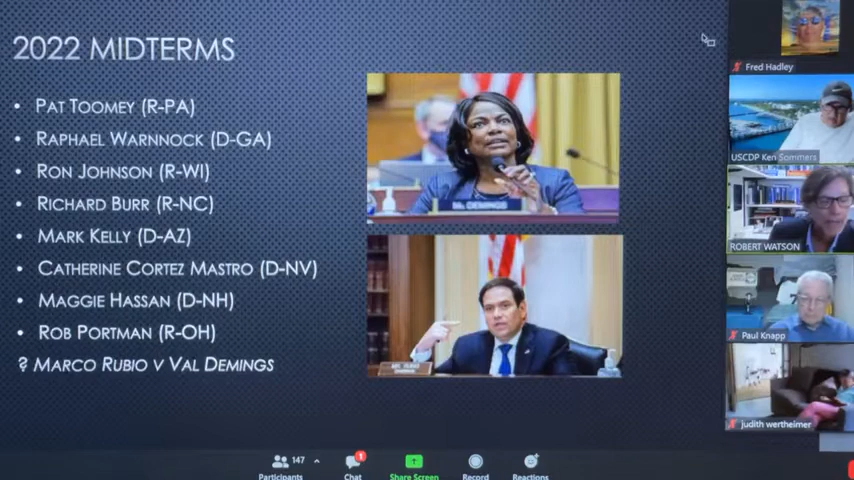 2022 MIDTERMS
• PAT TOOMEY (R-PA)
• RAPHAEL WARNNOCK (D-GA)
• RON JOHNSON (R-WI)
• RICHARD BURR (R-NC)
• MARK KELLY (D-AZ)
• CATHERINE CORTEZ MASTRO (D-NV)
• MAGGIE HASSAN (D-NH)
• ROB PORTMAN (R-OH)
? MARCO RUBIO V VAL DEMINGS
Fred Hadley
USCDP Ken Sommers
ROBERT WATSON
Paul Knapp
judith wertheimer
147
1
Participants
Chat
Share Screen
Record
Reactions